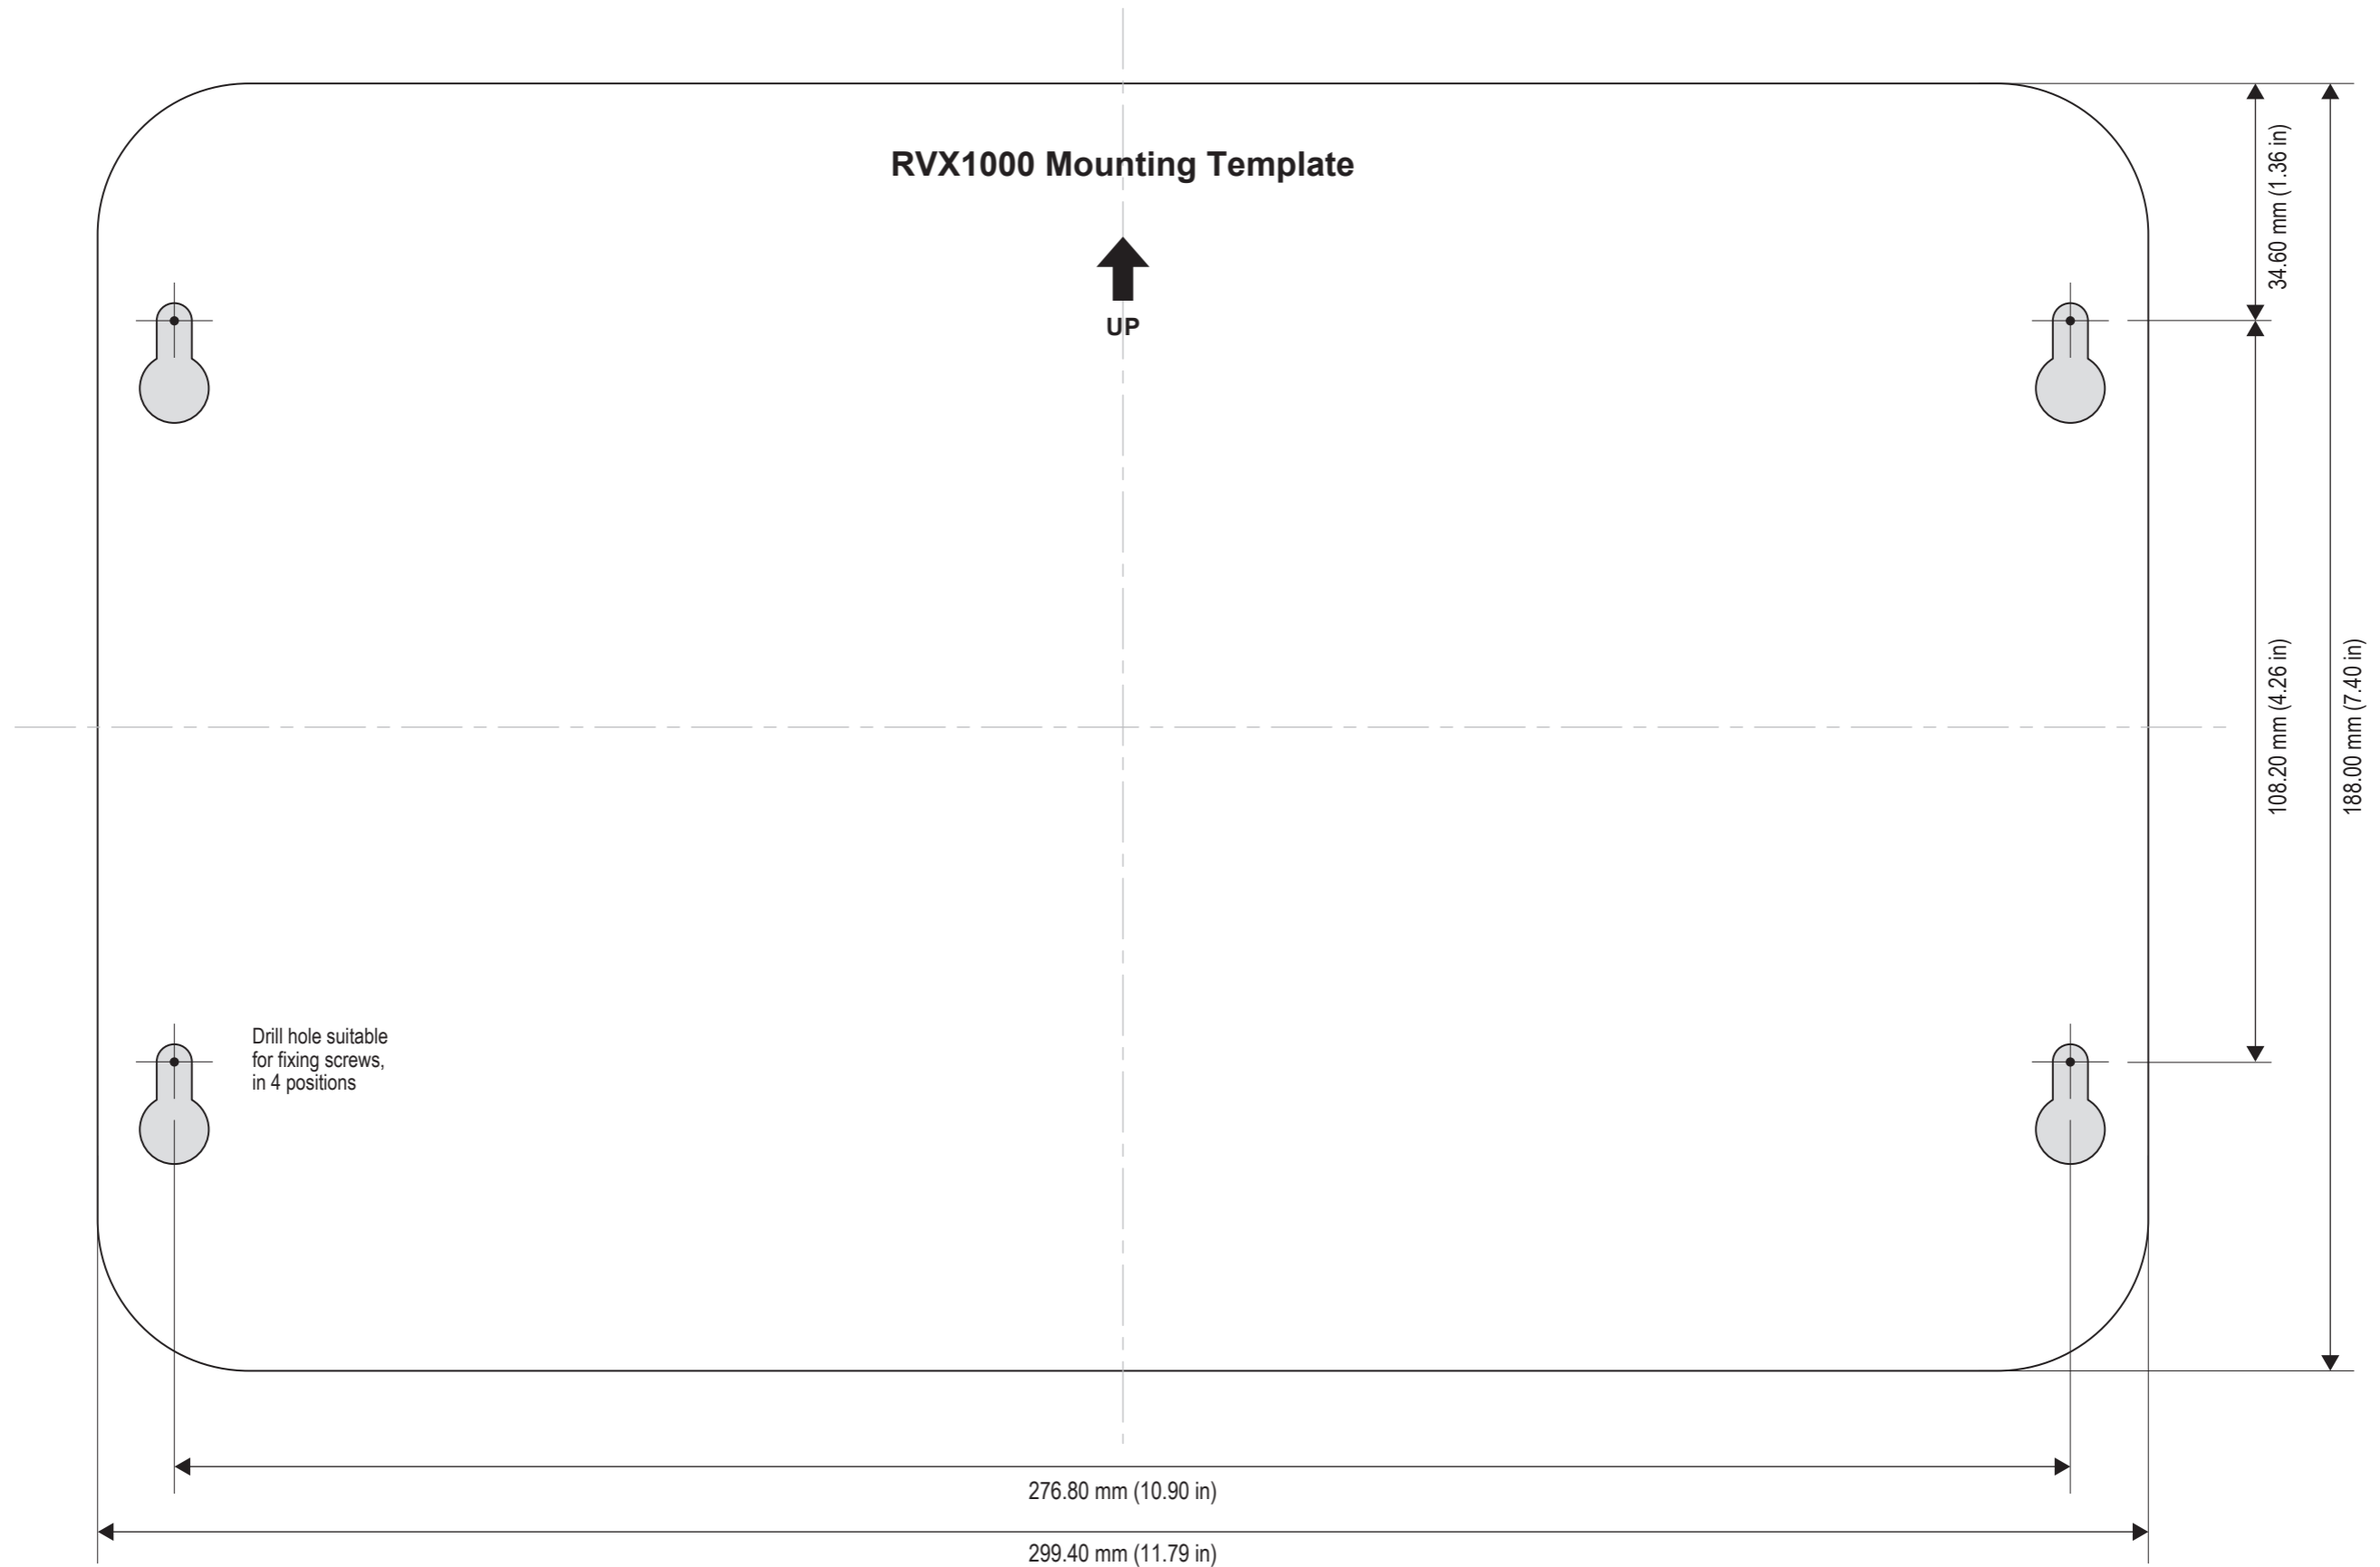 RVX1000 Mounting Template
UP
34.60 mm (1.36 in)
108.20 mm (4.26 in)
188.00 mm (7.40 in)
Drill hole suitable
for fixing screws,
in 4 positions
276.80 mm (10.90 in)
299.40 mm (11.79 in)